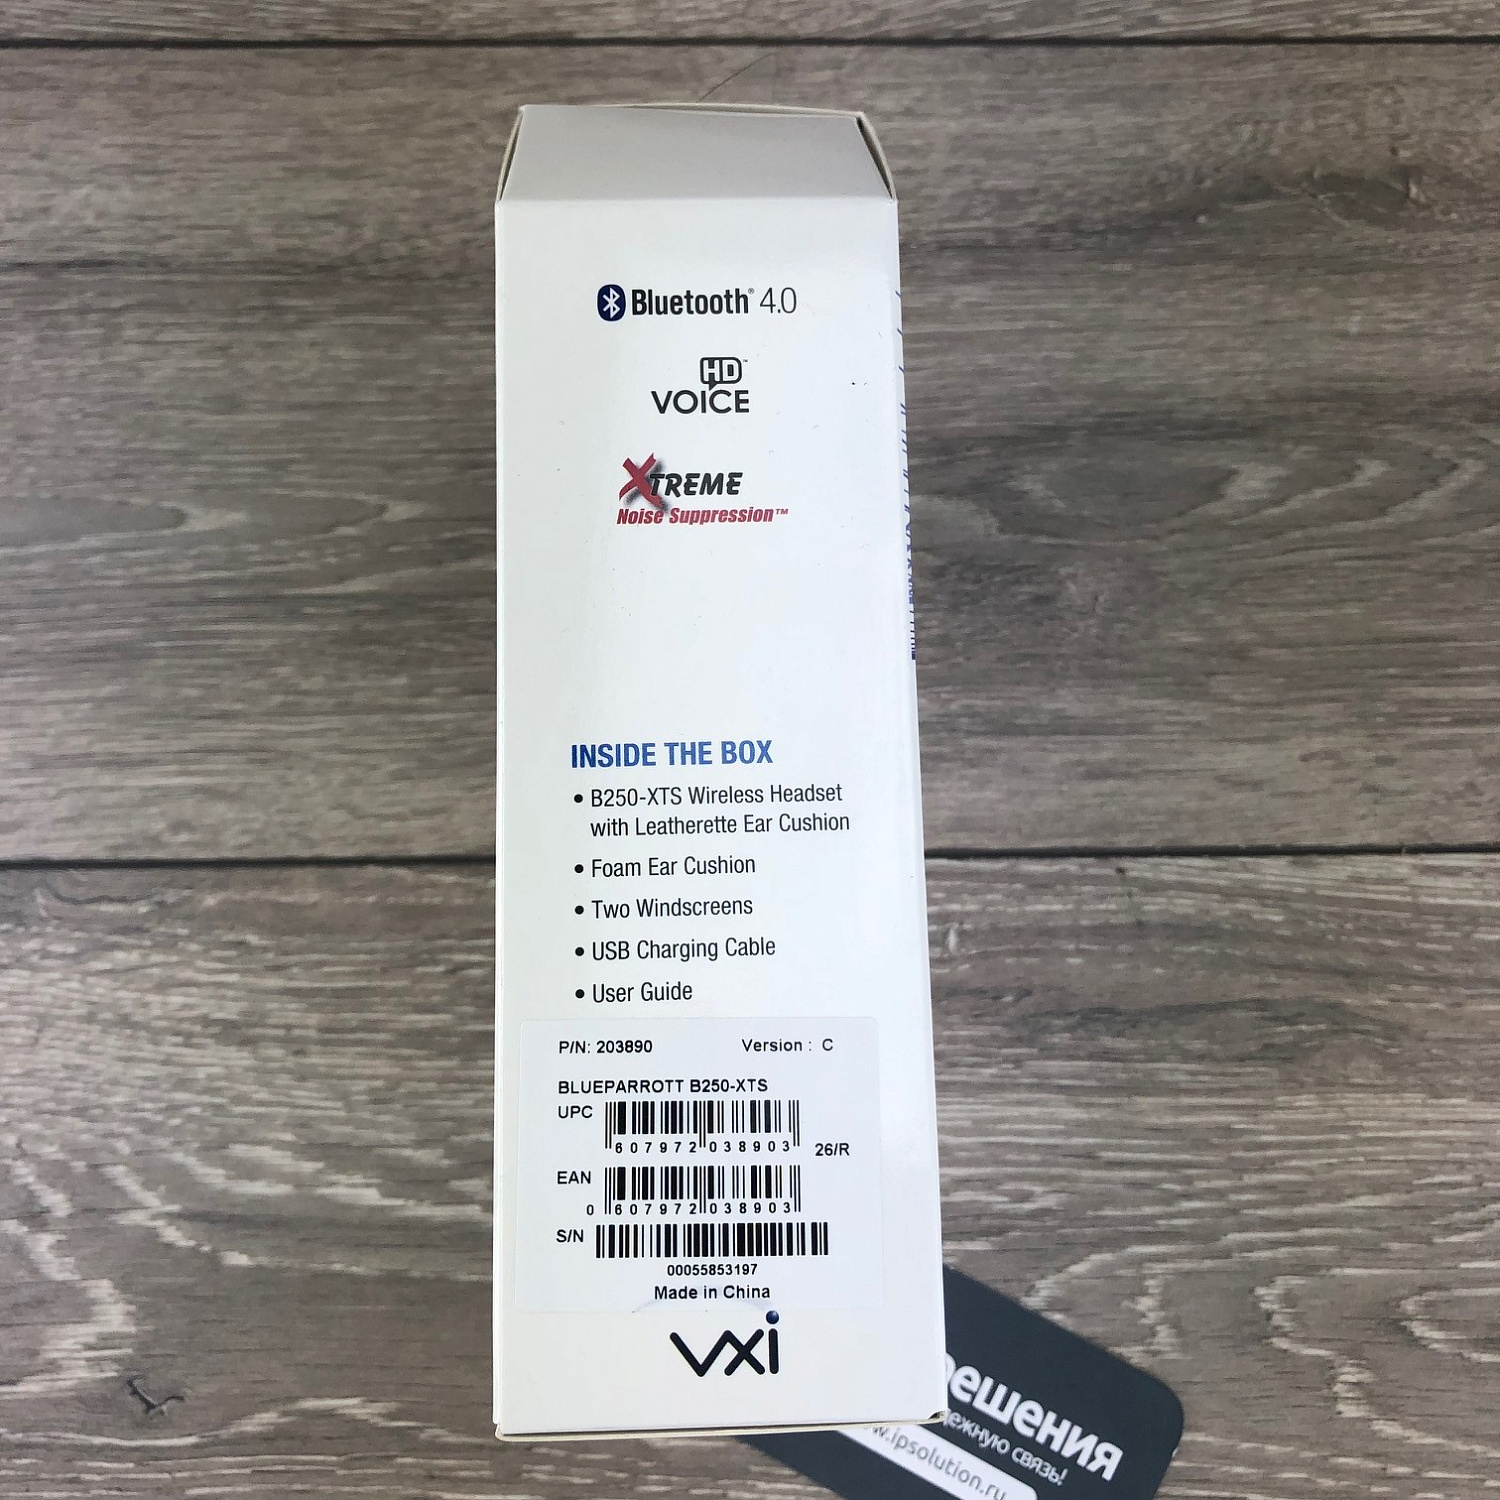 Bluetooth® 4.0
HD™
VOICE
XTREME
Noise Suppression™
INSIDE THE BOX
• B250-XTS Wireless Headset
with Leatherette Ear Cushion
• Foam Ear Cushion
• Two Windscreens
• USB Charging Cable
• User Guide
P/N: 203890 Version : C
BLUEPARROTT B250-XTS
UPC
607972 038903
26/R
EAN
0 607972 038903
S/N
00055853197
Made in China
vxi
ешения
связь!
ipsolution.ru